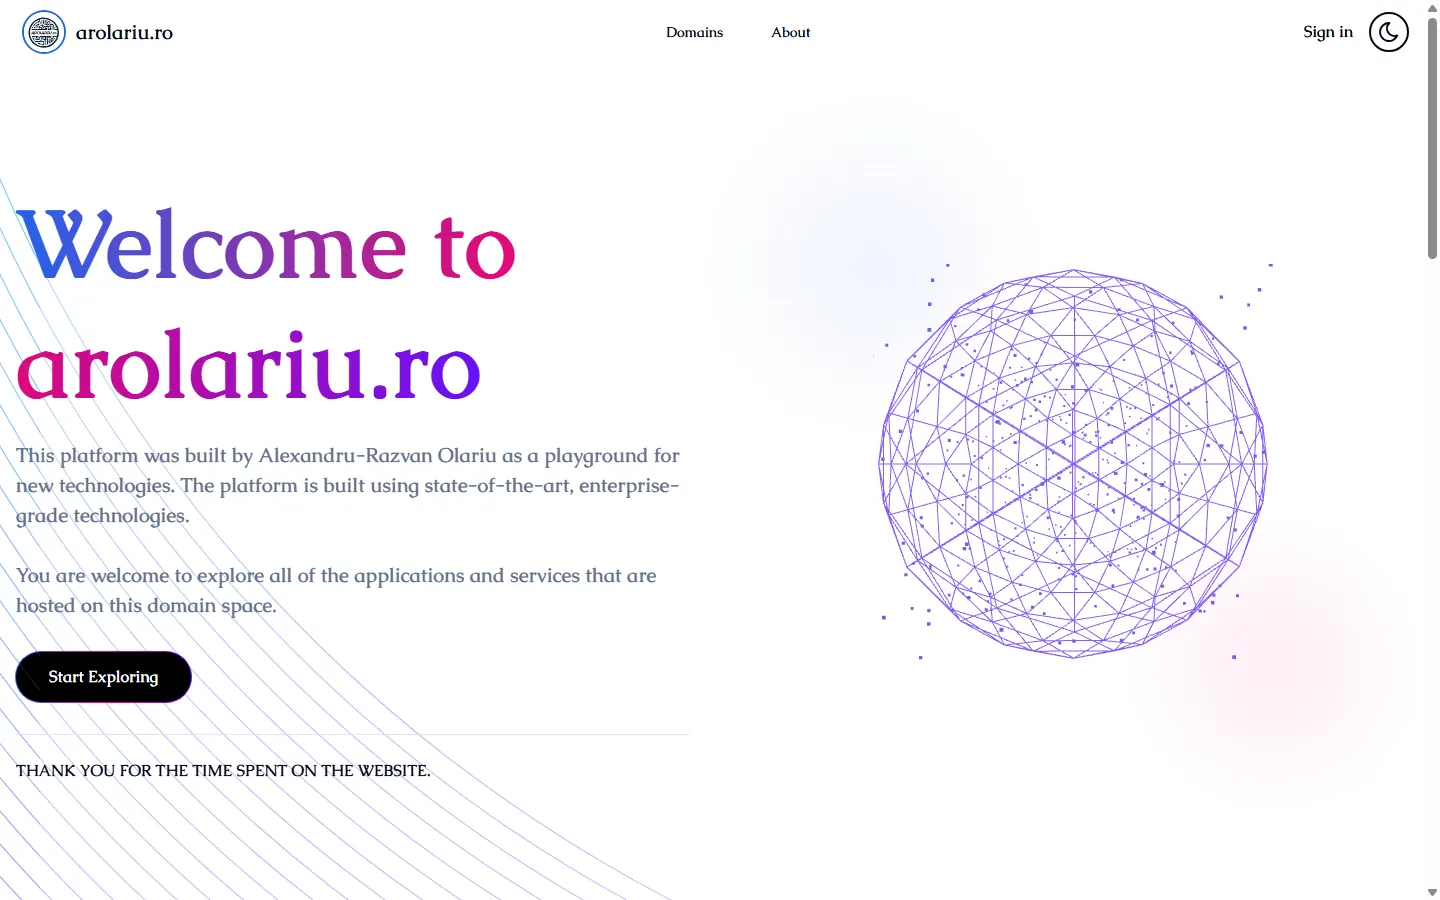 arolariu.ro
Domains
About
Sign in
Welcome to
arolariu.ro
This platform was built by Alexandru-Razvan Olariu as a playground for
new technologies. The platform is built using state-of-the-art, enterprise-
grade technologies.
You are welcome to explore all of the applications and services that are
hosted on this domain space.
Start Exploring
THANK YOU FOR THE TIME SPENT ON THE WEBSITE.